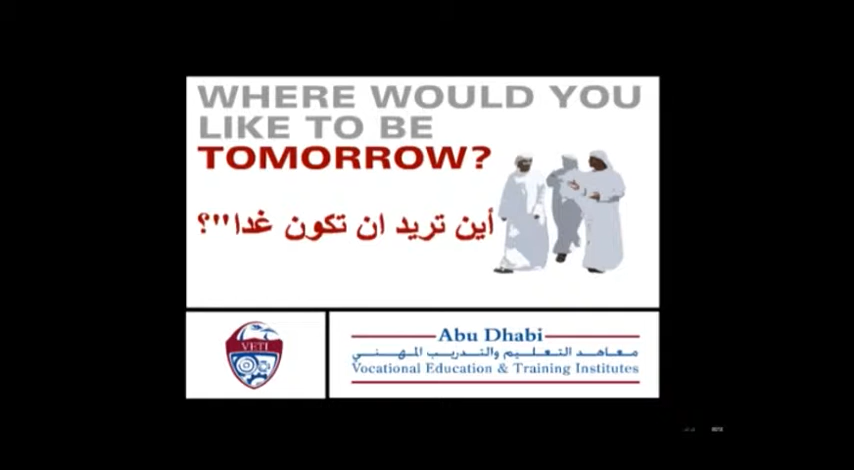 WHERE WOULD YOU
LIKE TO BE
TOMORROW?
أين تريد ان تكون غدا"؟
VETI
Abu Dhabi
معاهد التعليم والتدريب المهني
Vocational Education & Training Institutes